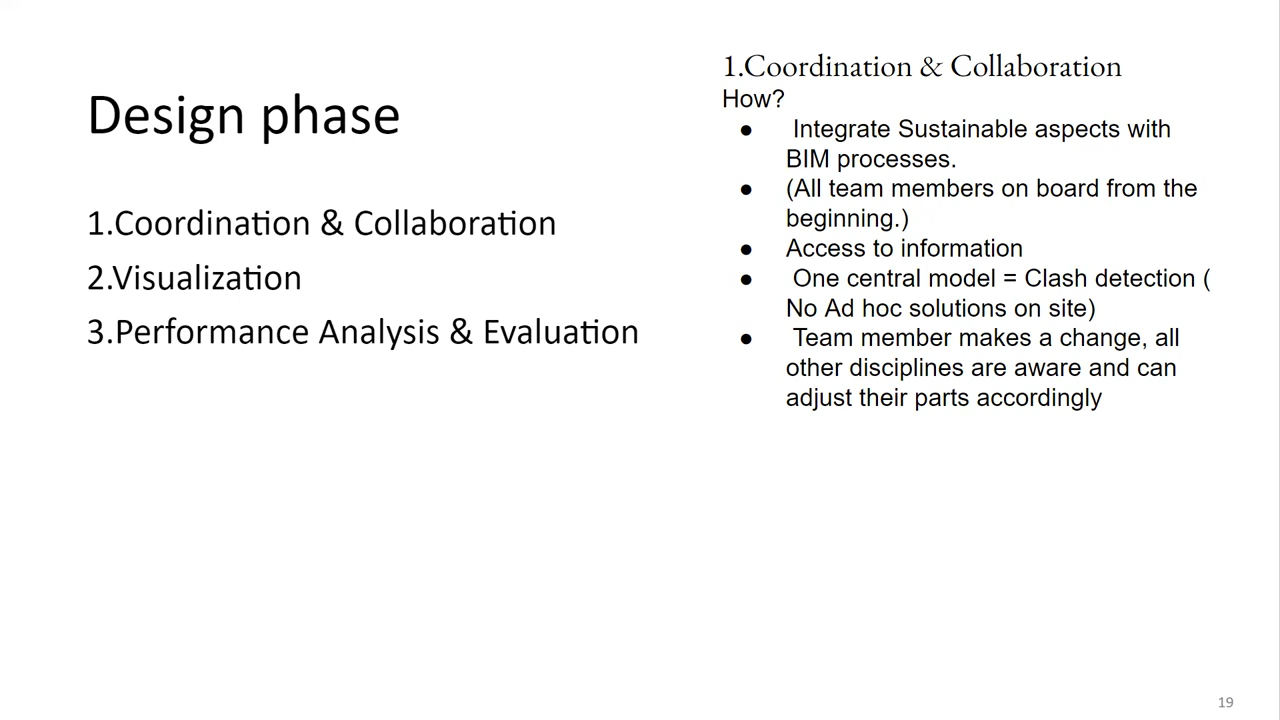 Design phase
1.Coordination & Collaboration
2.Visualization
3.Performance Analysis & Evaluation
1.Coordination & Collaboration
How?
● Integrate Sustainable aspects with
BIM processes.
● (All team members on board from the
beginning.)
● Access to information
● One central model = Clash detection (
No Ad hoc solutions on site)
● Team member makes a change, all
other disciplines are aware and can
adjust their parts accordingly
19